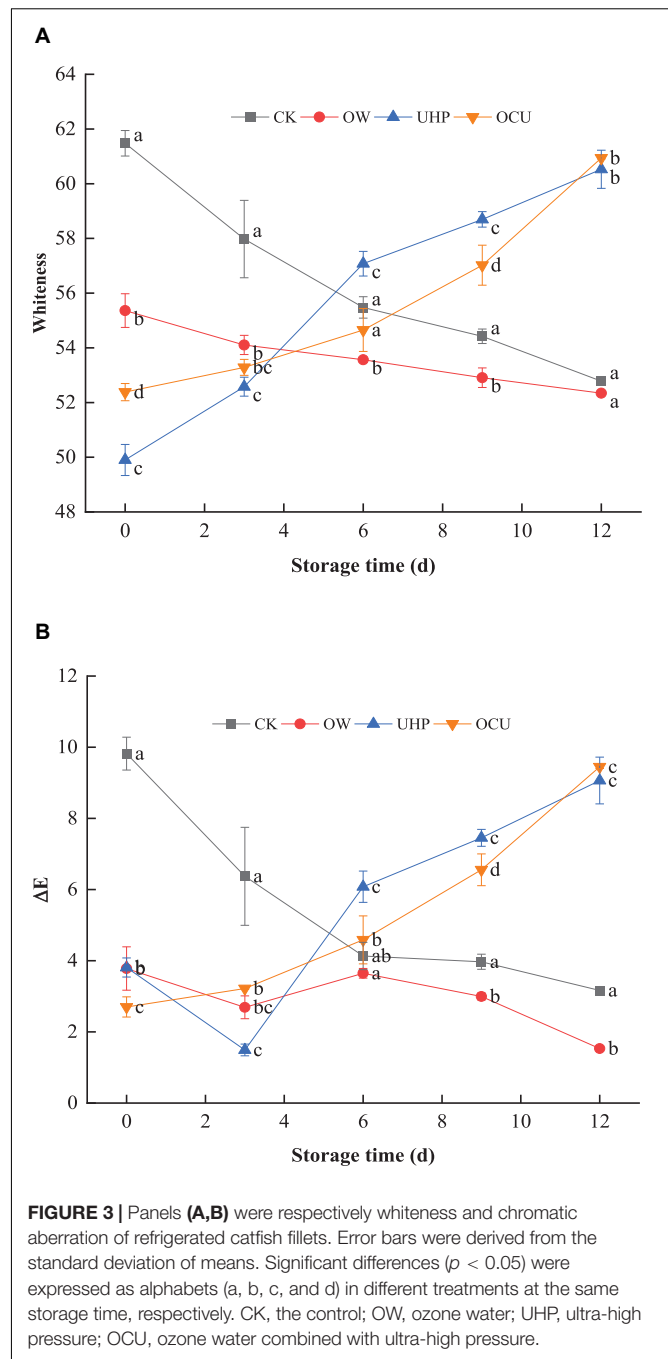 A
64
62
60
58
56
54
52
50
48
Whiteness
CK OW UHP OCU
a
b
d
c
a
b
bc
c
c
a
a
b
c
d
a
b
b
b
a
a
0 2 4 6 8 10 12
Storage time (d)
B
12
10
8
6
4
2
0
ΔE
CK OW UHP OCU
a
b
b
c
a
b
bc
c
c
b
ab
a
c
d
a
b
c
c
a
b
0 2 4 6 8 10 12
Storage time (d)
FIGURE 3 | Panels (A,B) were respectively whiteness and chromatic
aberration of refrigerated catfish fillets. Error bars were derived from the
standard deviation of means. Significant differences (p < 0.05) were
expressed as alphabets (a, b, c, and d) in different treatments at the same
storage time, respectively. CK, the control; OW, ozone water; UHP, ultra-high
pressure; OCU, ozone water combined with ultra-high pressure.